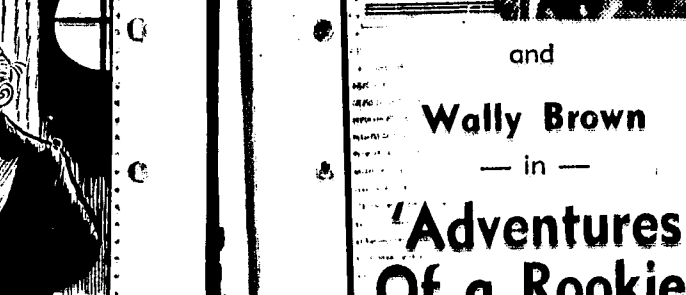 and
Wally Brown
— in —
'Adventures
Of a Rookie